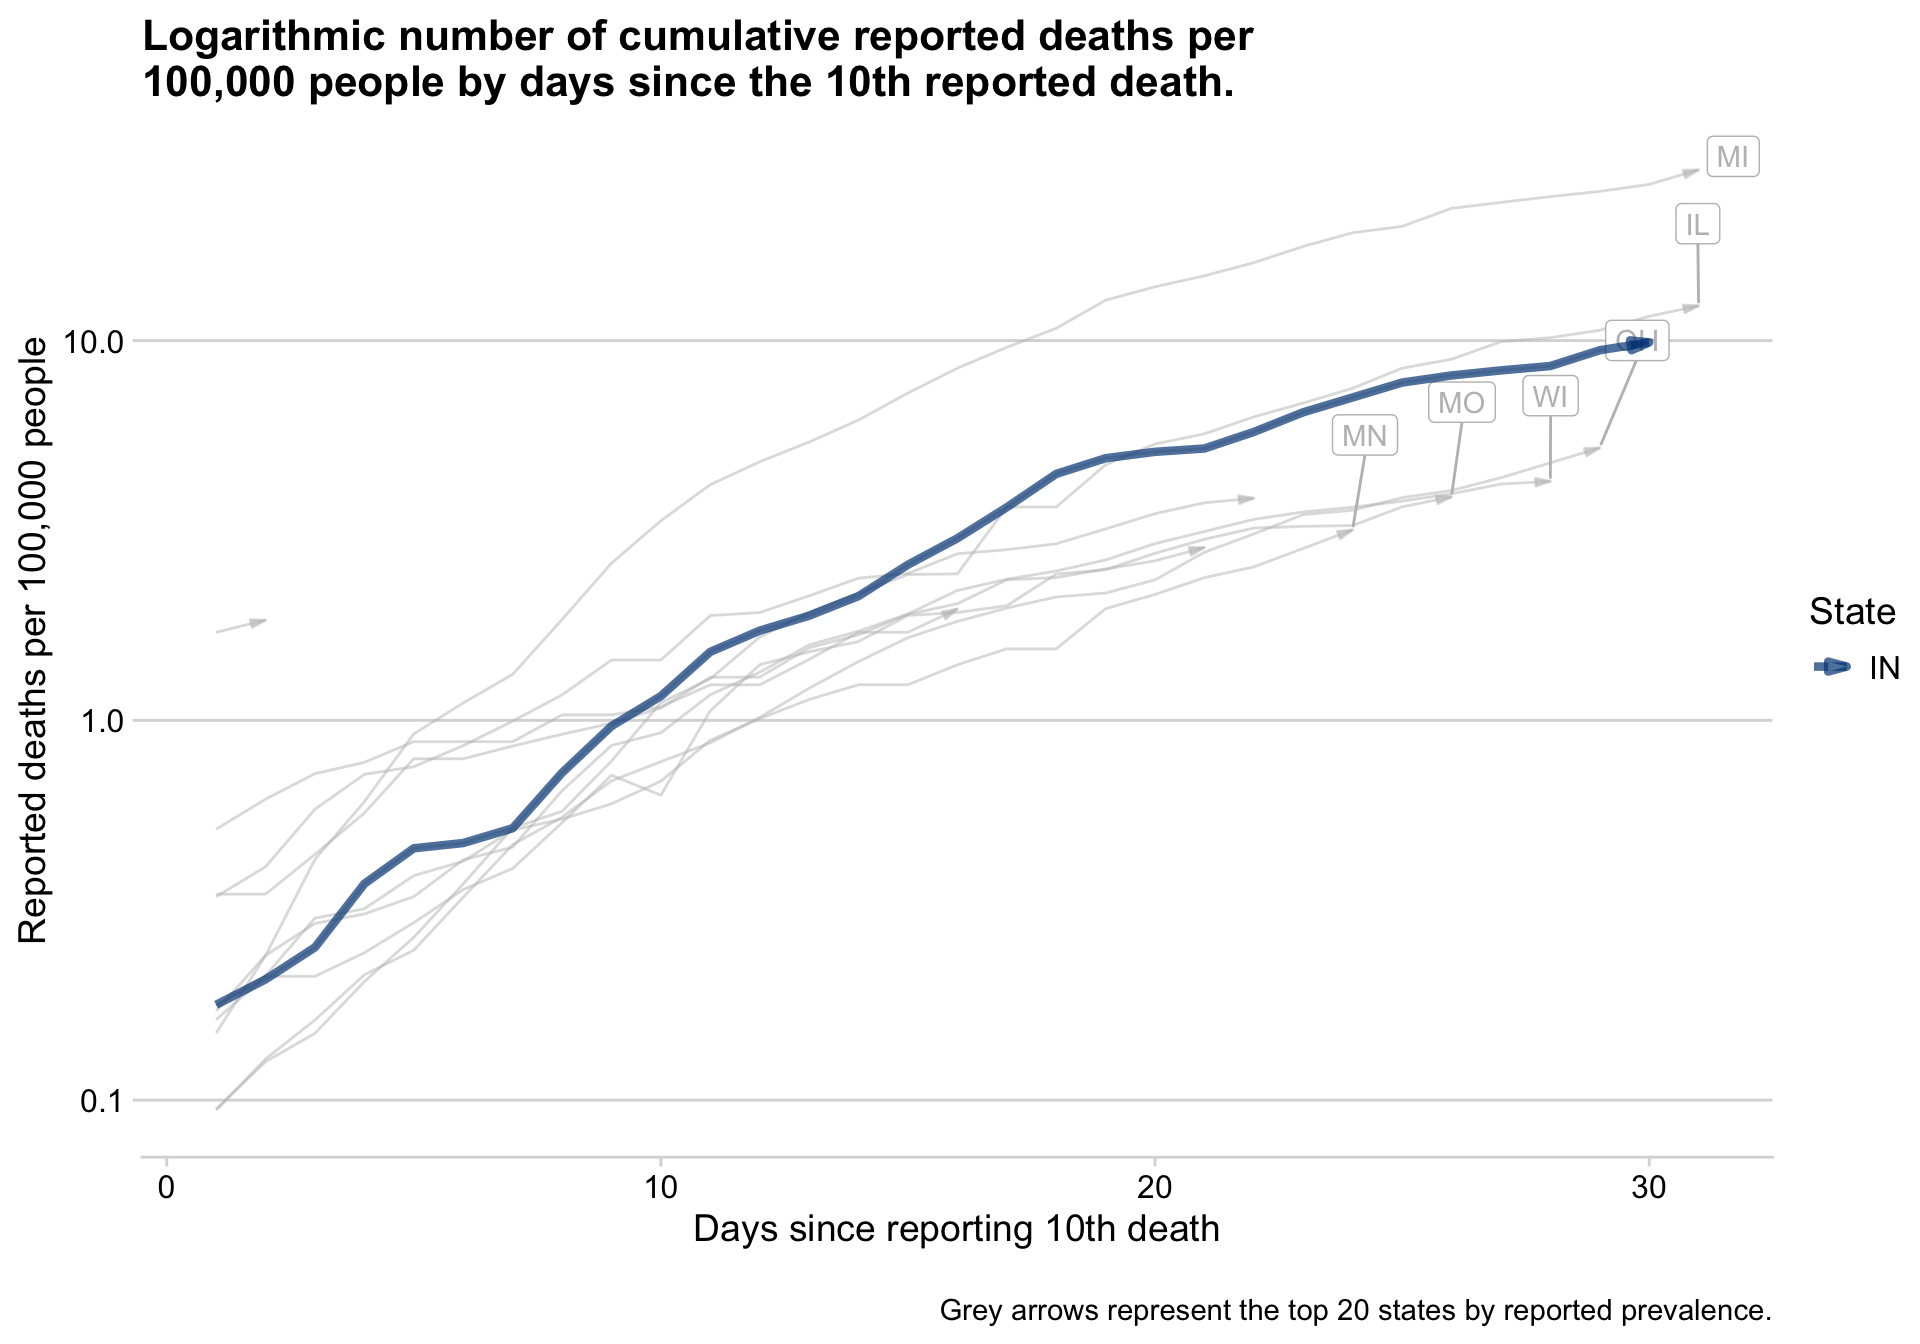 Logarithmic number of cumulative reported deaths per
100,000 people by days since the 10th reported death.
MI
IL
OH
WI
MO
MN
Reported deaths per 100,000 people
10.0
1.0
0.1
State
IN
0
10
20
30
Days since reporting 10th death
Grey arrows represent the top 20 states by reported prevalence.